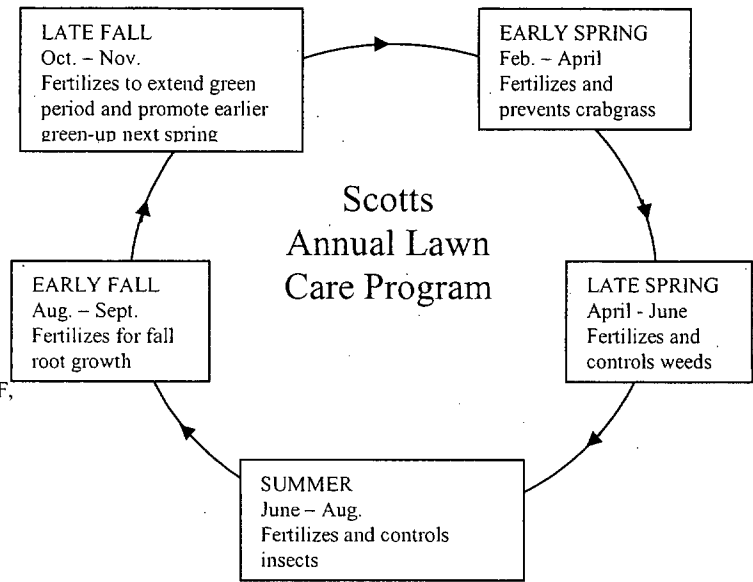 LATE FALL
Oct. – Nov.
Fertilizes to extend green
period and promote earlier
green-up next spring
EARLY SPRING
Feb. – April
Fertilizes and
prevents crabgrass
Scotts
Annual Lawn
Care Program
EARLY FALL
Aug. – Sept.
Fertilizes for fall
root growth
LATE SPRING
April - June
Fertilizes and
controls weeds
F,
SUMMER
June – Aug.
Fertilizes and controls
insects